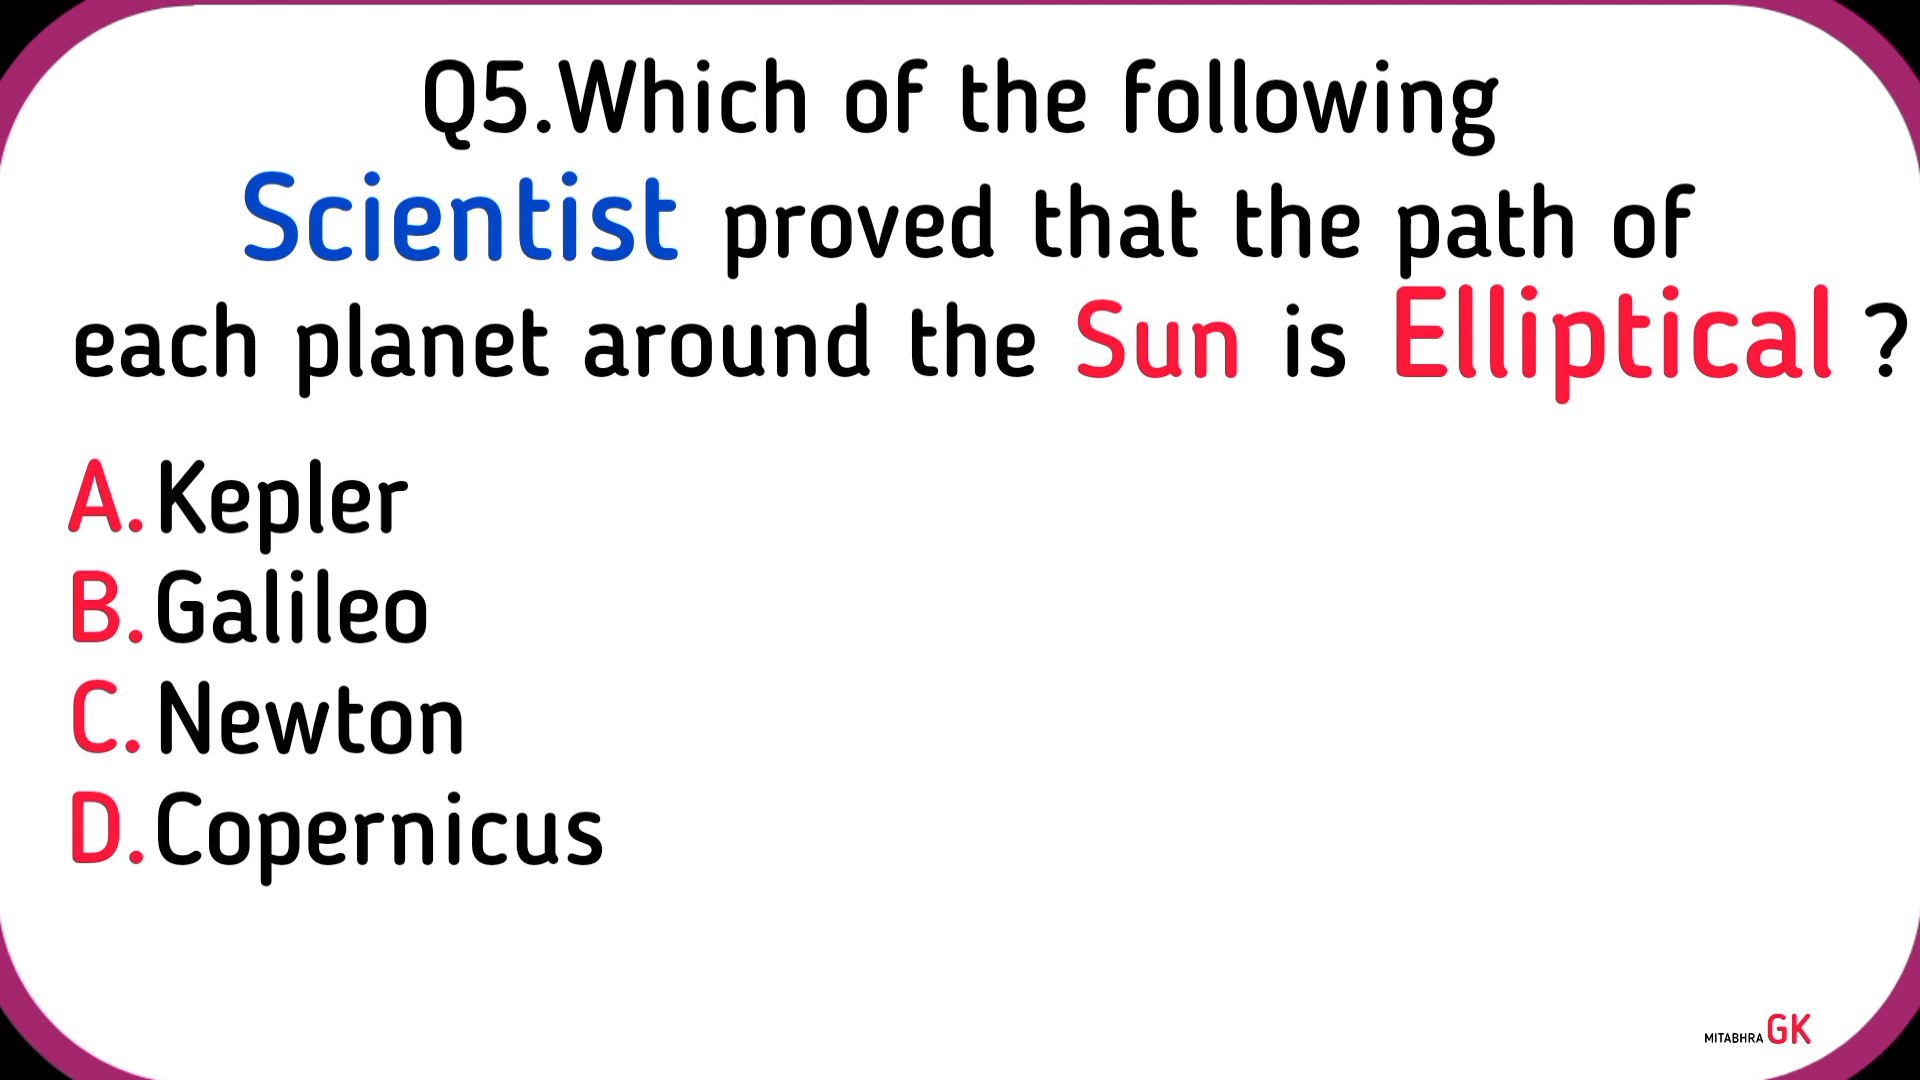 Q5.Which of the following
Scientist proved that the path of
each planet around the Sun is Elliptical ?
A.Kepler
B.Galileo
C.Newton
D.Copernicus
MITABHRA GK